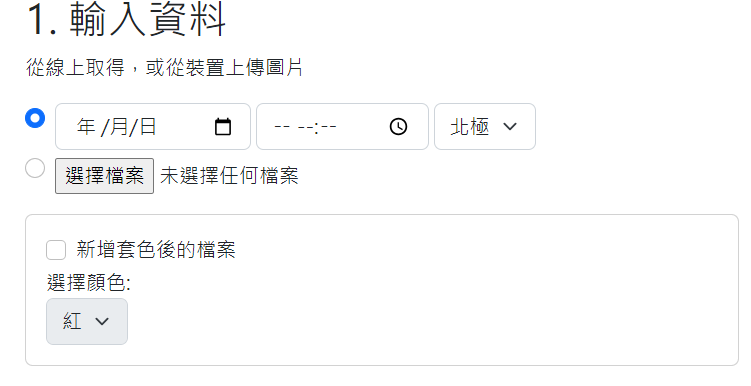 1. 輸入資料
從線上取得，或從裝置上傳圖片
年 /月/日 -- --:-- 北極
選擇檔案 未選擇任何檔案
新增套色後的檔案
選擇顏色:
紅